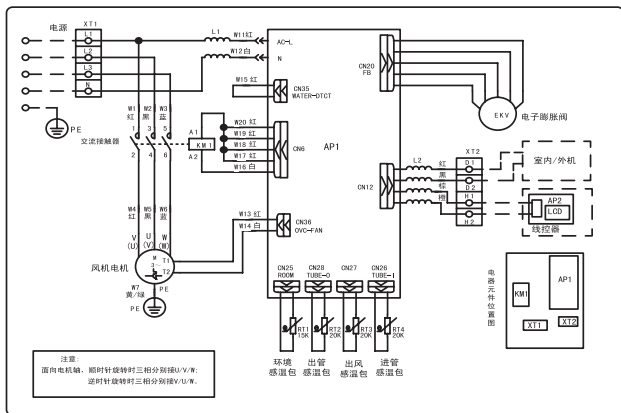 电源
XT1
L1
L2
L3
N
PE
L1
W11红
W12白
AC-L
N
W15 红
CN35
WATER-DTCT
W1
红
W2
黑
W3
蓝
1
3
5
交流接触器
2
4
6
A1
KM1
A2
W20 红
W19 红
W18 红
W17 红
W16 白
CN6
AP1
W4
红
W5
黑
W6
蓝
W13 红
W14 白
CN36
OVC-FAN
V
(U)
U
(V)
W
(W)
M
3~
T1
T2
风机电机
W7
黄/绿
PE
PE
CN20
FB
EKV
电子膨胀阀
CN12
L2
红
黑
棕
橙
XT2
D1
D2
H1
H2
室内/外机
AP2
LCD
线控器
CN25
ROOM
CN28
TUBE-O
CN27
CN26
TUBE-I
RT1
15K
RT2
20K
RT3
20K
RT4
20K
环境
感温包
出管
感温包
出风
感温包
进管
感温包
电器元件位置图
AP1
KM1
XT1
XT2
注意:
面向电机轴, 顺时针旋转时三相分别接U/V/W;
逆时针旋转时三相分别接V/U/W。